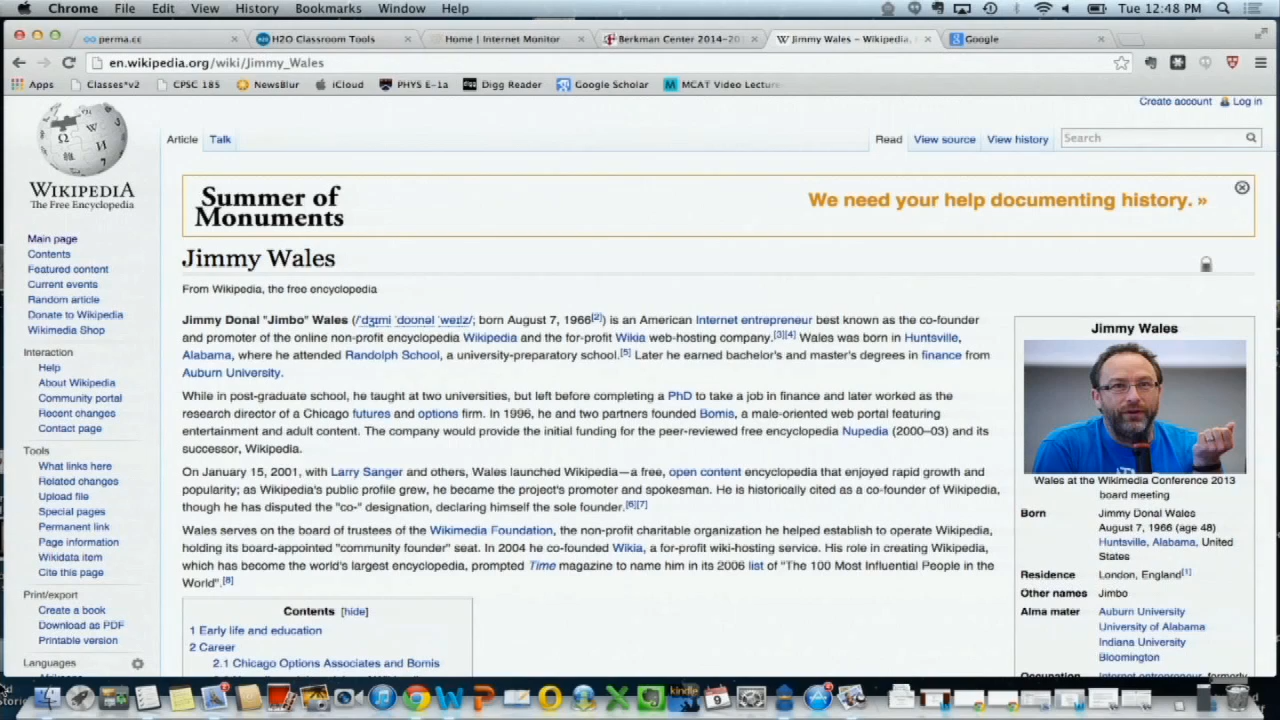 Chrome File Edit View History Bookmarks Window Help Tue 12:48 PM
perma.cc
H2O Classroom Tools
Home | Internet Monitor
Berkman Center 2014-20
Jimmy Wales – Wikipedia,
Google
en.wikipedia.org/wiki/Jimmy_Wales
Apps Classes*v2 CPSC 185 NewsBlur iCloud PHYS E-1a Digg Reader Google Scholar MCAT Video Lecture
Create account Log in
Article Talk
Read View source View history Search
WIKIPEDIA
The Free Encyclopedia
Main page
Contents
Featured content
Current events
Random article
Donate to Wikipedia
Wikimedia Shop
Interaction
Help
About Wikipedia
Community portal
Recent changes
Contact page
Tools
What links here
Related changes
Upload file
Special pages
Permanent link
Page information
Wikidata item
Cite this page
Print/export
Create a book
Download as PDF
Printable version
Languages
Summer of
Monuments
We need your help documenting history. »
Jimmy Wales
From Wikipedia, the free encyclopedia
Jimmy Donal "Jimbo" Wales (/ˈdʒɪmi ˈdoʊnəl ˈweɪlz/; born August 7, 1966[2]) is an American Internet entrepreneur best known as the co-founder
and promoter of the online non-profit encyclopedia Wikipedia and the for-profit Wikia web-hosting company.[3][4] Wales was born in Huntsville,
Alabama, where he attended Randolph School, a university-preparatory school.[5] Later he earned bachelor's and master's degrees in finance from
Auburn University.
While in post-graduate school, he taught at two universities, but left before completing a PhD to take a job in finance and later worked as the
research director of a Chicago futures and options firm. In 1996, he and two partners founded Bomis, a male-oriented web portal featuring
entertainment and adult content. The company would provide the initial funding for the peer-reviewed free encyclopedia Nupedia (2000–03) and its
successor, Wikipedia.
On January 15, 2001, with Larry Sanger and others, Wales launched Wikipedia—a free, open content encyclopedia that enjoyed rapid growth and
popularity; as Wikipedia's public profile grew, he became the project's promoter and spokesman. He is historically cited as a co-founder of Wikipedia,
though he has disputed the "co-" designation, declaring himself the sole founder.[6][7]
Wales serves on the board of trustees of the Wikimedia Foundation, the non-profit charitable organization he helped establish to operate Wikipedia,
holding its board-appointed "community founder" seat. In 2004 he co-founded Wikia, a for-profit wiki-hosting service. His role in creating Wikipedia,
which has become the world's largest encyclopedia, prompted Time magazine to name him in its 2006 list of "The 100 Most Influential People in the
World".[8]
Contents [hide]
1 Early life and education
2 Career
2.1 Chicago Options Associates and Bomis
Jimmy Wales
Wales at the Wikimedia Conference 2013
board meeting
Born Jimmy Donal Wales
August 7, 1966 (age 48)
Huntsville, Alabama, United
States
Residence London, England[1]
Other names Jimbo
Alma mater Auburn University
University of Alabama
Indiana University
Bloomington
Occupation Internet entrepreneur, formerly
kindle
9